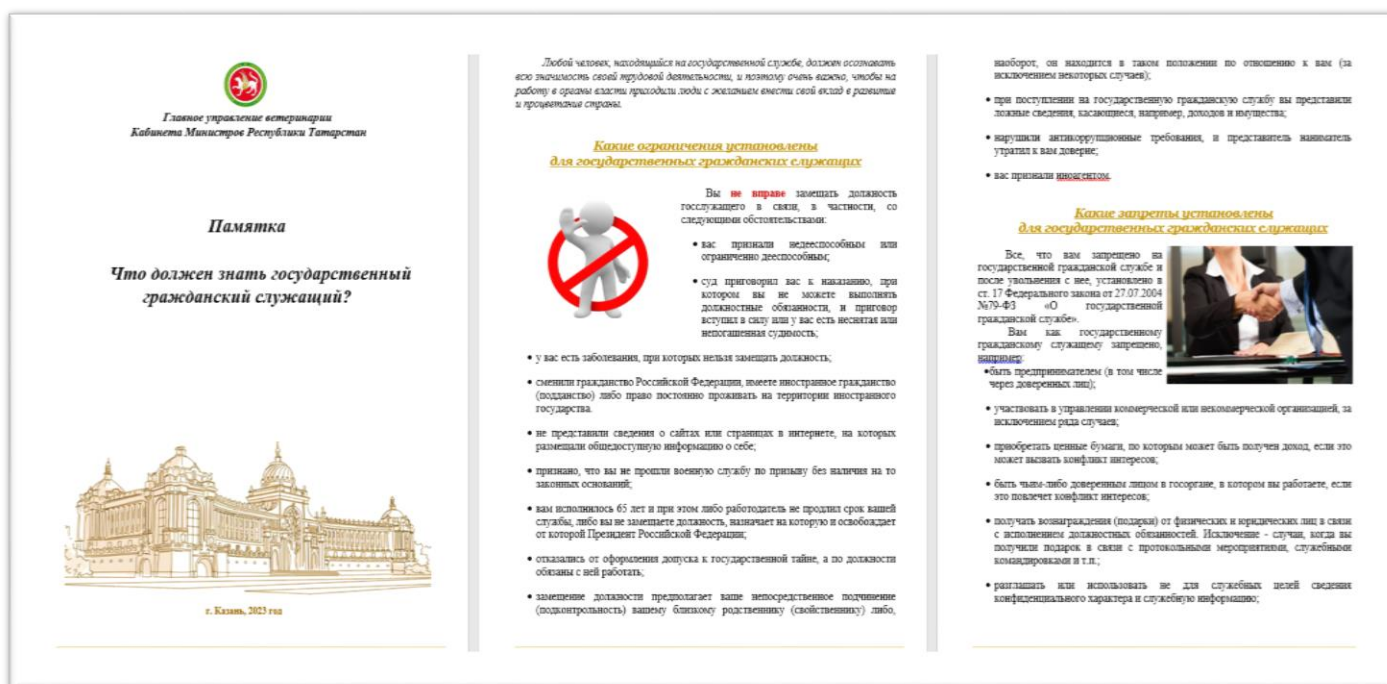 Главное управление ветеринарии
Кабинета Министров Республики Татарстан
Памятка
Что должен знать государственный
гражданский служащий?
г. Казань, 2023 год
Любой человек, находящийся на государственной службе, должен осознавать
всю значимость своей трудовой деятельности, и поэтому очень важно, чтобы на
работу в органы власти приходили люди с желанием внести свой вклад в развитие
и процветание страны.
Какие ограничения установлены
для государственных гражданских служащих
Вы не вправе замещать должность
госслужащего в связи, в частности, со
следующими обстоятельствами:
• вас признали недееспособным или
ограниченно дееспособным;
• суд приговорил вас к наказанию, при
котором вы не можете выполнять
должностные обязанности, и приговор
вступил в силу или у вас есть неснятая или
непогашенная судимость;
• у вас есть заболевания, при которых нельзя замещать должность;
• сменили гражданство Российской Федерации, имеете иностранное гражданство
(подданство) либо право постоянно проживать на территории иностранного
государства.
• не представили сведения о сайтах или страницах в интернете, на которых
размещали общедоступную информацию о себе;
• признано, что вы не прошли военную службу по призыву без наличия на то
законных оснований;
• вам исполнилось 65 лет и при этом либо работодатель не продлил срок вашей
службы, либо вы не замещаете должность, назначает на которую и освобождает
от которой Президент Российской Федерации;
• отказались от оформления допуска к государственной тайне, а по должности
обязаны с ней работать;
• замещение должности предполагает ваше непосредственное подчинение
(подконтрольность) вашему близкому родственнику (свойственнику) либо,
наоборот, он находится в таком положении по отношению к вам (за
исключением некоторых случаев);
• при поступлении на государственную гражданскую службу вы представили
ложные сведения, касающиеся, например, доходов и имущества;
• нарушили антикоррупционные требования, и представитель наниматель
утратил к вам доверие;
• вас признали иноагентом.
Какие запреты установлены
для государственных гражданских служащих
Все, что вам запрещено на
государственной гражданской службе и
после увольнения с нее, установлено в
ст. 17 Федерального закона от 27.07.2004
№79-ФЗ «О государственной
гражданской службе».
Вам как государственному
гражданскому служащему запрещено,
например:
•быть предпринимателем (в том числе
через доверенных лиц);
• участвовать в управлении коммерческой или некоммерческой организацией, за
исключением ряда случаев;
• приобретать ценные бумаги, по которым может быть получен доход, если это
может вызвать конфликт интересов;
• быть чьим-либо доверенным лицом в госоргане, в котором вы работаете, если
это повлечет конфликт интересов;
• получать вознаграждения (подарки) от физических и юридических лиц в связи
с исполнением должностных обязанностей. Исключение - случаи, когда вы
получили подарок в связи с протокольными мероприятиями, служебными
командировками и т.п.;
• разглашать или использовать не для служебных целей сведения
конфиденциального характера и служебную информацию;